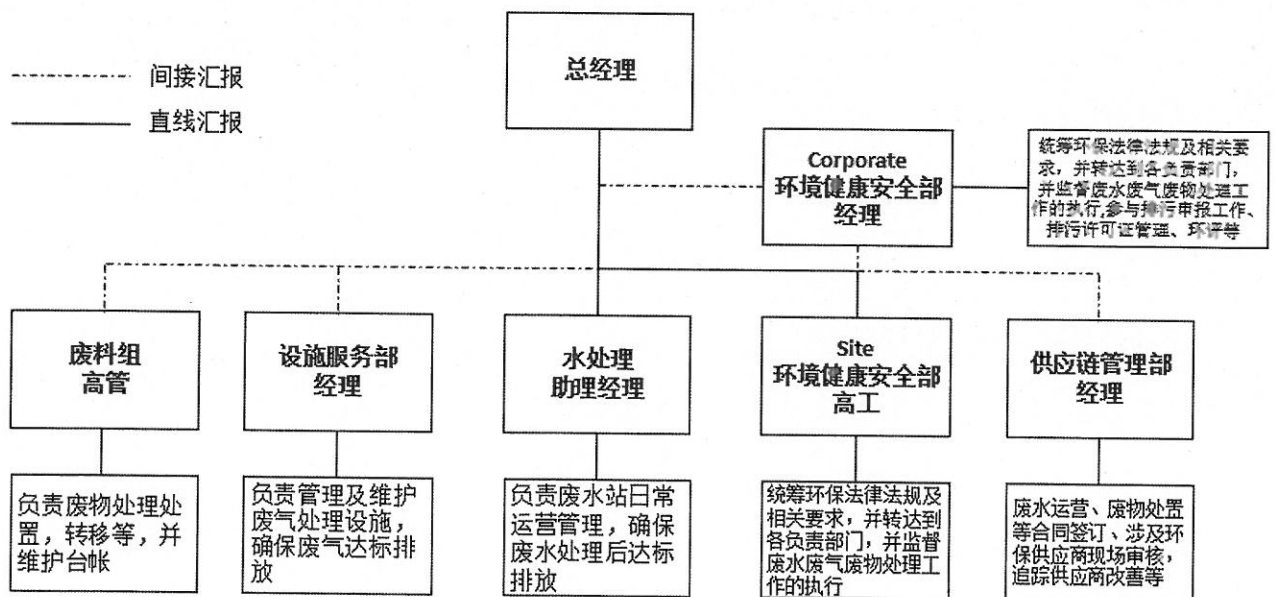 间接汇报
直线汇报
总经理
Corporate
环境健康安全部
经理
统筹环保法律法规及相关要
求，并转达到各负责部门，
并监督废水废气废物处理工
作的执行,参与排污申报工作、
排污许可证管理、环评等
废料组
高管
设施服务部
经理
水处理
助理经理
Site
环境健康安全部
高工
供应链管理部
经理
负责废物处理处
置，转移等，并
维护台帐
负责管理及维护
废气处理设施，
确保废气达标排
放
负责废水站日常
运营管理，确保
废水处理后达标
排放
统筹环保法律法规及
相关要求，并转达到
各负责部门，并监督
废水废气废物处理工
作的执行
废水运营、废物处置
等合同签订、涉及环
保供应商现场审核，
追踪供应商改善等